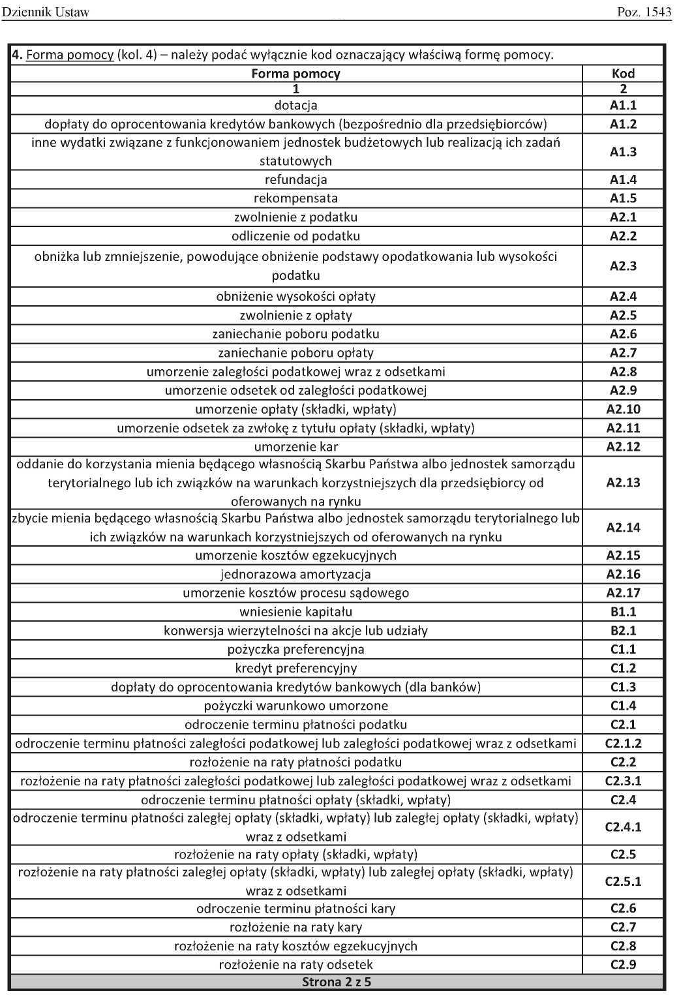 Dziennik Ustaw Poz. 1543
4. Forma pomocy (kol. 4) – należy podać wyłącznie kod oznaczający właściwą formę pomocy.
Forma pomocy Kod
1 2
dotacja A1.1
dopłaty do oprocentowania kredytów bankowych (bezpośrednio dla przedsiębiorców) A1.2
inne wydatki związane z funkcjonowaniem jednostek budżetowych lub realizacją ich zadań
statutowych A1.3
refundacja A1.4
rekompensata A1.5
zwolnienie z podatku A2.1
odliczenie od podatku A2.2
obniżka lub zmniejszenie, powodujące obniżenie podstawy opodatkowania lub wysokości
podatku A2.3
obniżenie wysokości opłaty A2.4
zwolnienie z opłaty A2.5
zaniechanie poboru podatku A2.6
zaniechanie poboru opłaty A2.7
umorzenie zaległości podatkowej wraz z odsetkami A2.8
umorzenie odsetek od zaległości podatkowej A2.9
umorzenie opłaty (składki, wpłaty) A2.10
umorzenie odsetek za zwłokę z tytułu opłaty (składki, wpłaty) A2.11
umorzenie kar A2.12
oddanie do korzystania mienia będącego własnością Skarbu Państwa albo jednostek samorządu
terytorialnego lub ich związków na warunkach korzystniejszych dla przedsiębiorcy od A2.13
oferowanych na rynku
zbycie mienia będącego własnością Skarbu Państwa albo jednostek samorządu terytorialnego lub
ich związków na warunkach korzystniejszych od oferowanych na rynku A2.14
umorzenie kosztów egzekucyjnych A2.15
jednorazowa amortyzacja A2.16
umorzenie kosztów procesu sądowego A2.17
wniesienie kapitału B1.1
konwersja wierzytelności na akcje lub udziały B2.1
pożyczka preferencyjna C1.1
kredyt preferencyjny C1.2
dopłaty do oprocentowania kredytów bankowych (dla banków) C1.3
pożyczki warunkowo umorzone C1.4
odroczenie terminu płatności podatku C2.1
odroczenie terminu płatności zaległości podatkowej lub zaległości podatkowej wraz z odsetkami C2.1.2
rozłożenie na raty płatności podatku C2.2
rozłożenie na raty płatności zaległości podatkowej lub zaległości podatkowej wraz z odsetkami C2.3.1
odroczenie terminu płatności opłaty (składki, wpłaty) C2.4
odroczenie terminu płatności zaległej opłaty (składki, wpłaty) lub zaległej opłaty (składki, wpłaty)
wraz z odsetkami C2.4.1
rozłożenie na raty opłaty (składki, wpłaty) C2.5
rozłożenie na raty płatności zaległej opłaty (składki, wpłaty) lub zaległej opłaty (składki, wpłaty)
wraz z odsetkami C2.5.1
odroczenie terminu płatności kary C2.6
rozłożenie na raty kary C2.7
rozłożenie na raty kosztów egzekucyjnych C2.8
rozłożenie na raty odsetek C2.9
Strona 2 z 5